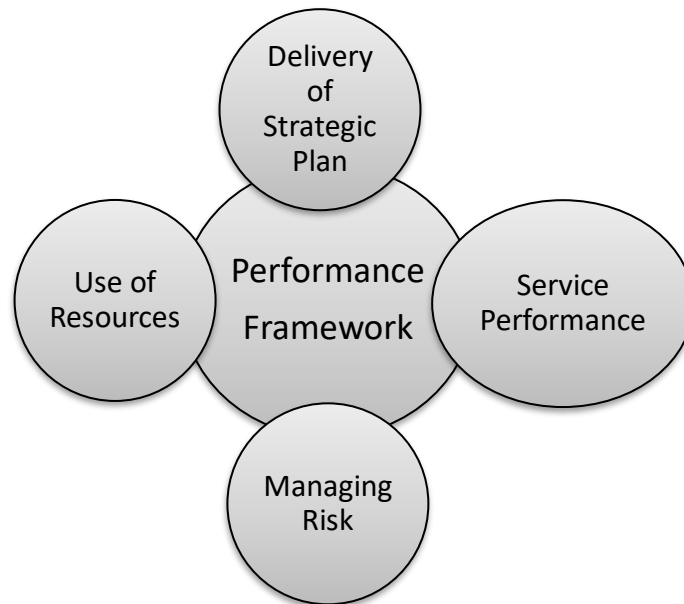 Delivery
of
Strategic
Plan
Use of
Resources
Performance
Framework
Service
Performance
Managing
Risk